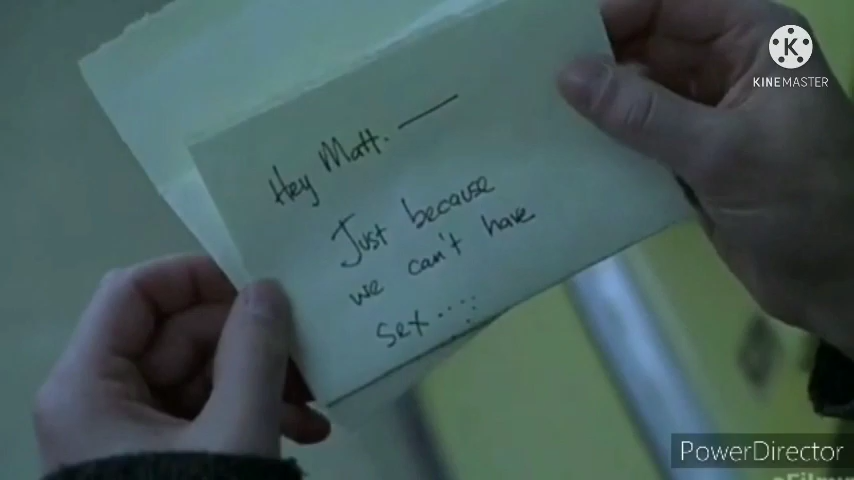 KINEMASTER
Hey Matt. —
Just because
we can't have
sex.....
PowerDirector